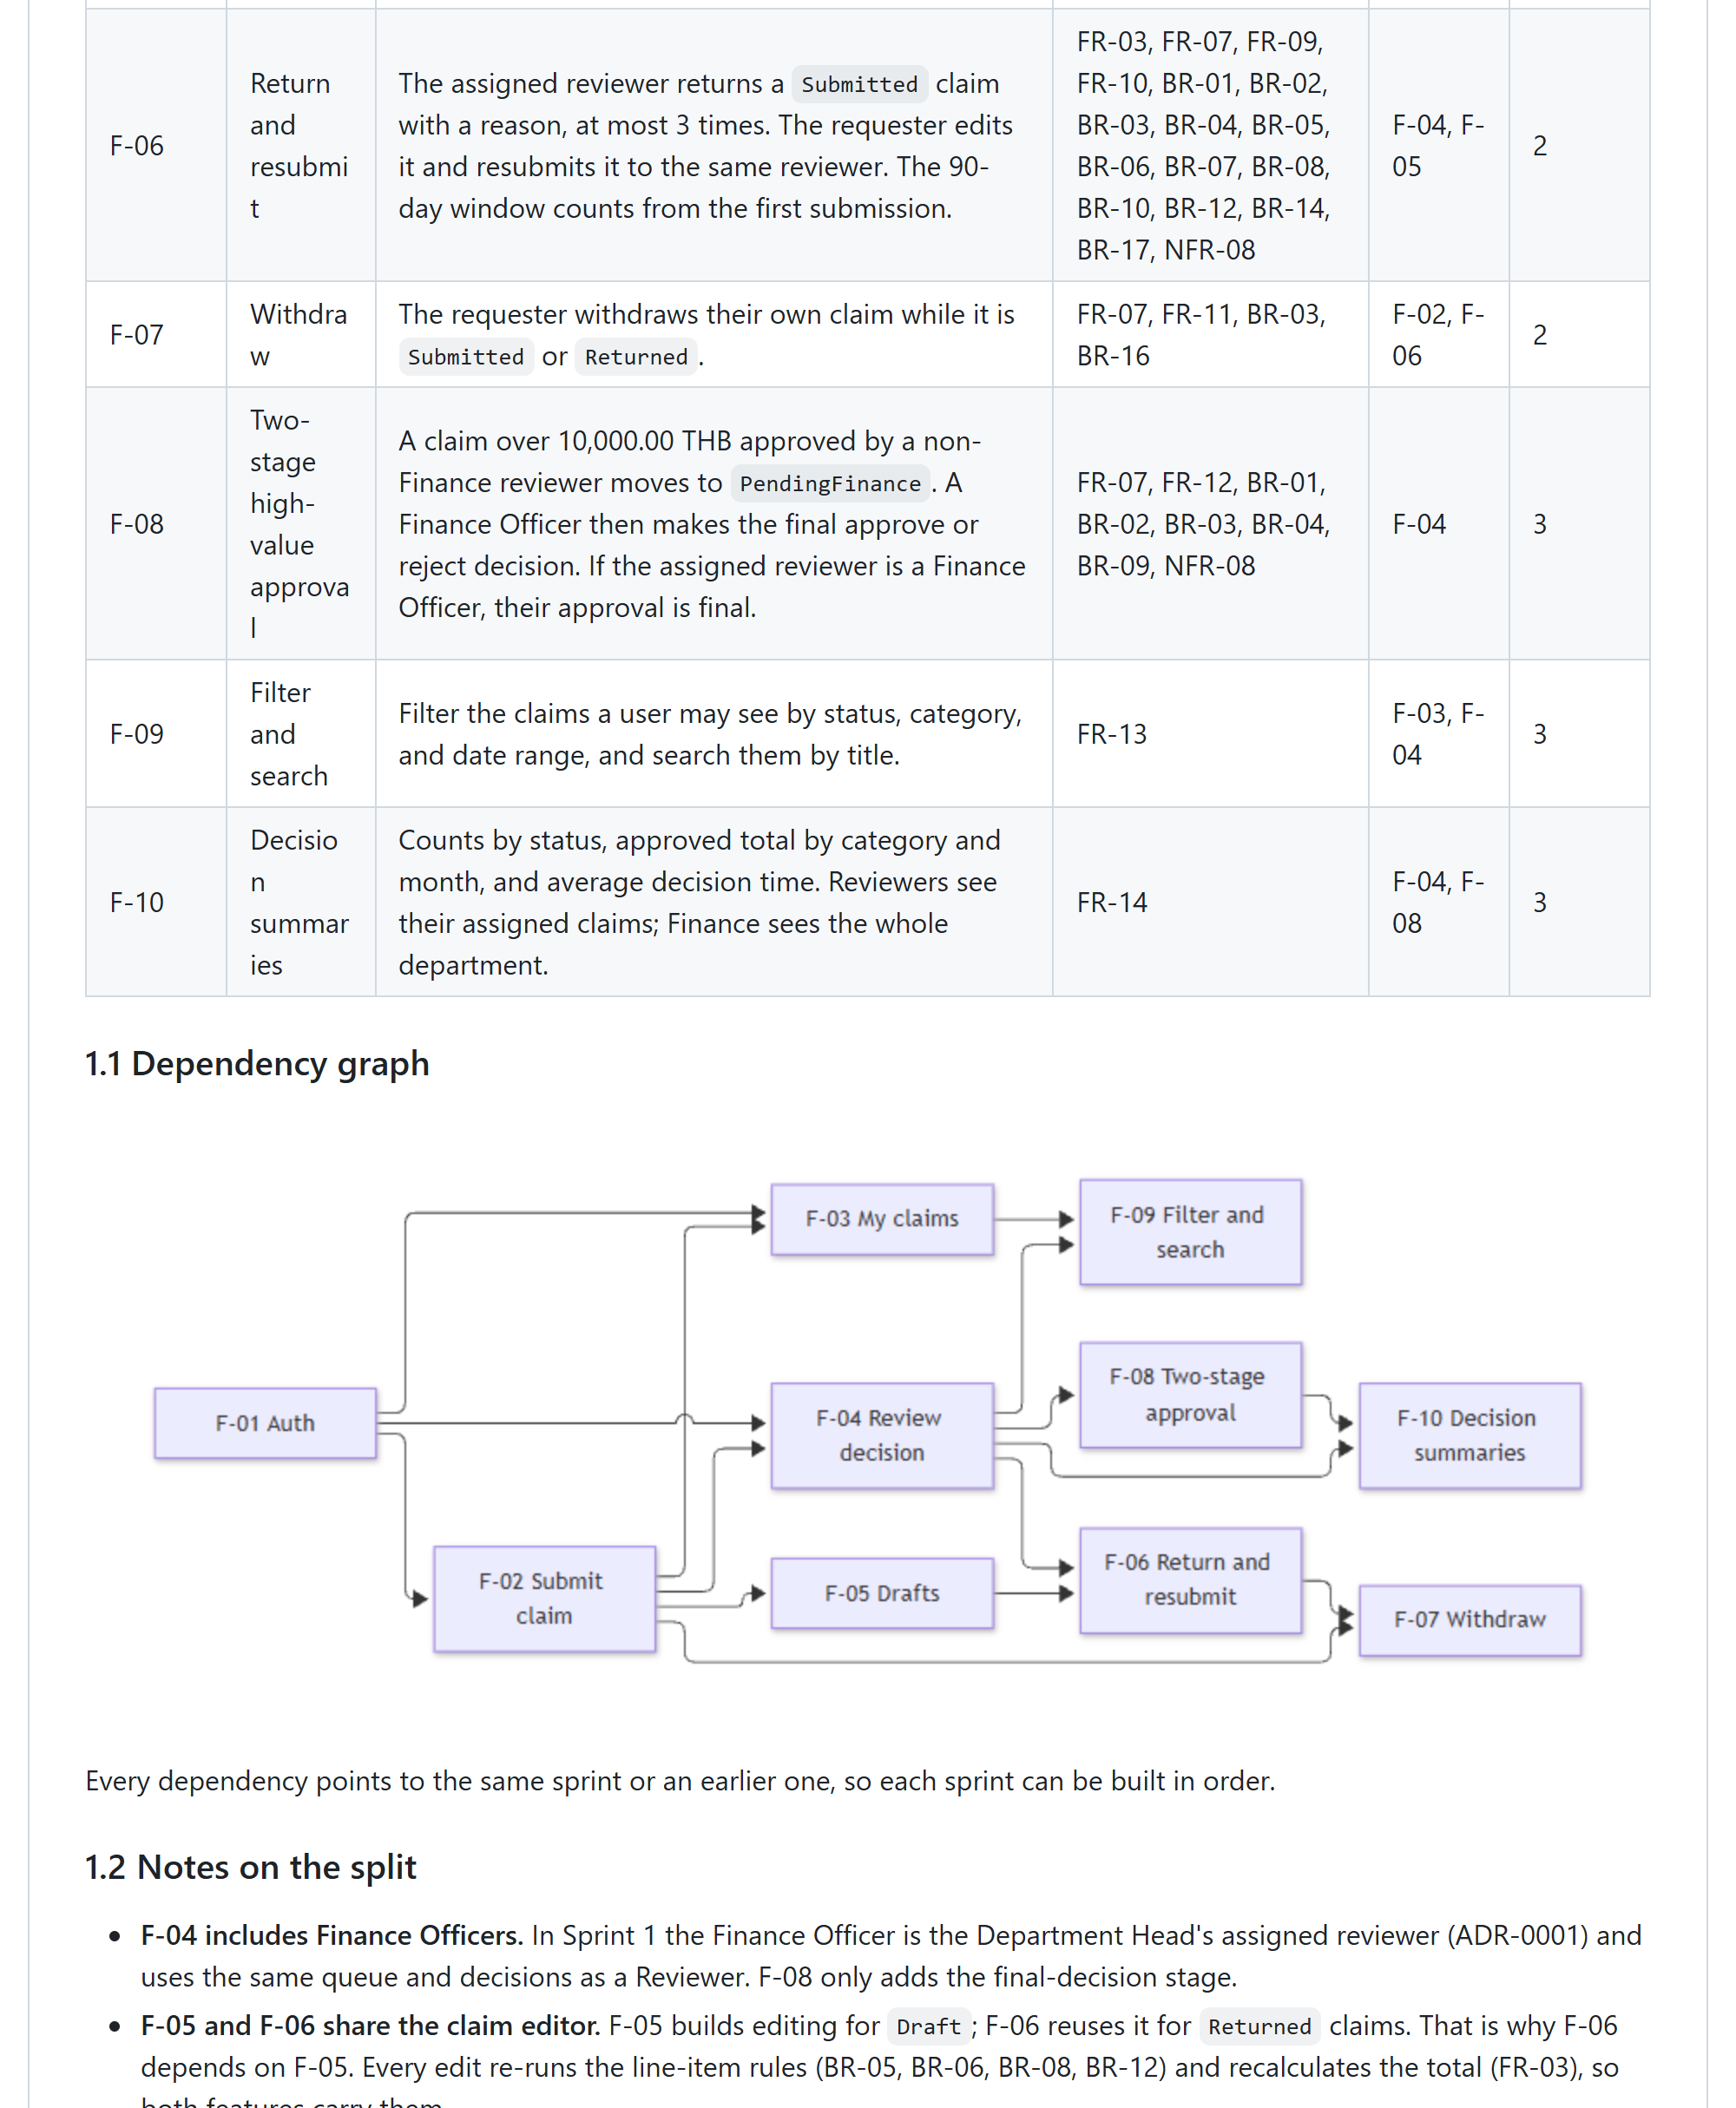 F-06
Return
and
resubmi
t
The assigned reviewer returns a Submitted claim
with a reason, at most 3 times. The requester edits
it and resubmits it to the same reviewer. The 90-
day window counts from the first submission.
FR-03, FR-07, FR-09,
FR-10, BR-01, BR-02,
BR-03, BR-04, BR-05,
BR-06, BR-07, BR-08,
BR-10, BR-12, BR-14,
BR-17, NFR-08
F-04, F-
05
2
F-07
Withdra
w
The requester withdraws their own claim while it is
Submitted or Returned.
FR-07, FR-11, BR-03,
BR-16
F-02, F-
06
2
F-08
Two-
stage
high-
value
approva
l
A claim over 10,000.00 THB approved by a non-
Finance reviewer moves to PendingFinance. A
Finance Officer then makes the final approve or
reject decision. If the assigned reviewer is a Finance
Officer, their approval is final.
FR-07, FR-12, BR-01,
BR-02, BR-03, BR-04,
BR-09, NFR-08
F-04
3
F-09
Filter
and
search
Filter the claims a user may see by status, category,
and date range, and search them by title.
FR-13
F-03, F-
04
3
F-10
Decisio
n
summar
ies
Counts by status, approved total by category and
month, and average decision time. Reviewers see
their assigned claims; Finance sees the whole
department.
FR-14
F-04, F-
08
3
1.1 Dependency graph
F-03 My claims
F-09 Filter and
search
F-01 Auth
F-04 Review
decision
F-08 Two-stage
approval
F-10 Decision
summaries
F-02 Submit
claim
F-05 Drafts
F-06 Return and
resubmit
F-07 Withdraw
Every dependency points to the same sprint or an earlier one, so each sprint can be built in order.
1.2 Notes on the split
• F-04 includes Finance Officers. In Sprint 1 the Finance Officer is the Department Head's assigned reviewer (ADR-0001) and
uses the same queue and decisions as a Reviewer. F-08 only adds the final-decision stage.
• F-05 and F-06 share the claim editor. F-05 builds editing for Draft; F-06 reuses it for Returned claims. That is why F-06
depends on F-05. Every edit re-runs the line-item rules (BR-05, BR-06, BR-08, BR-12) and recalculates the total (FR-03), so
both features carry them.